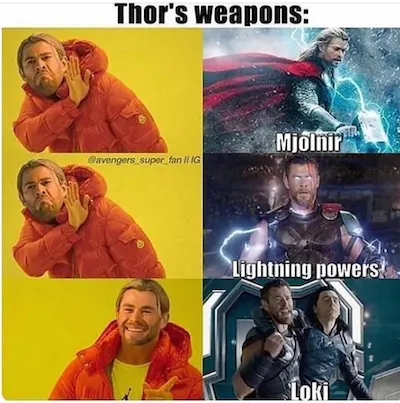 Thor's weapons:
Mjolnir
@avengers_super_fan II IG
Lightning powers
Loki